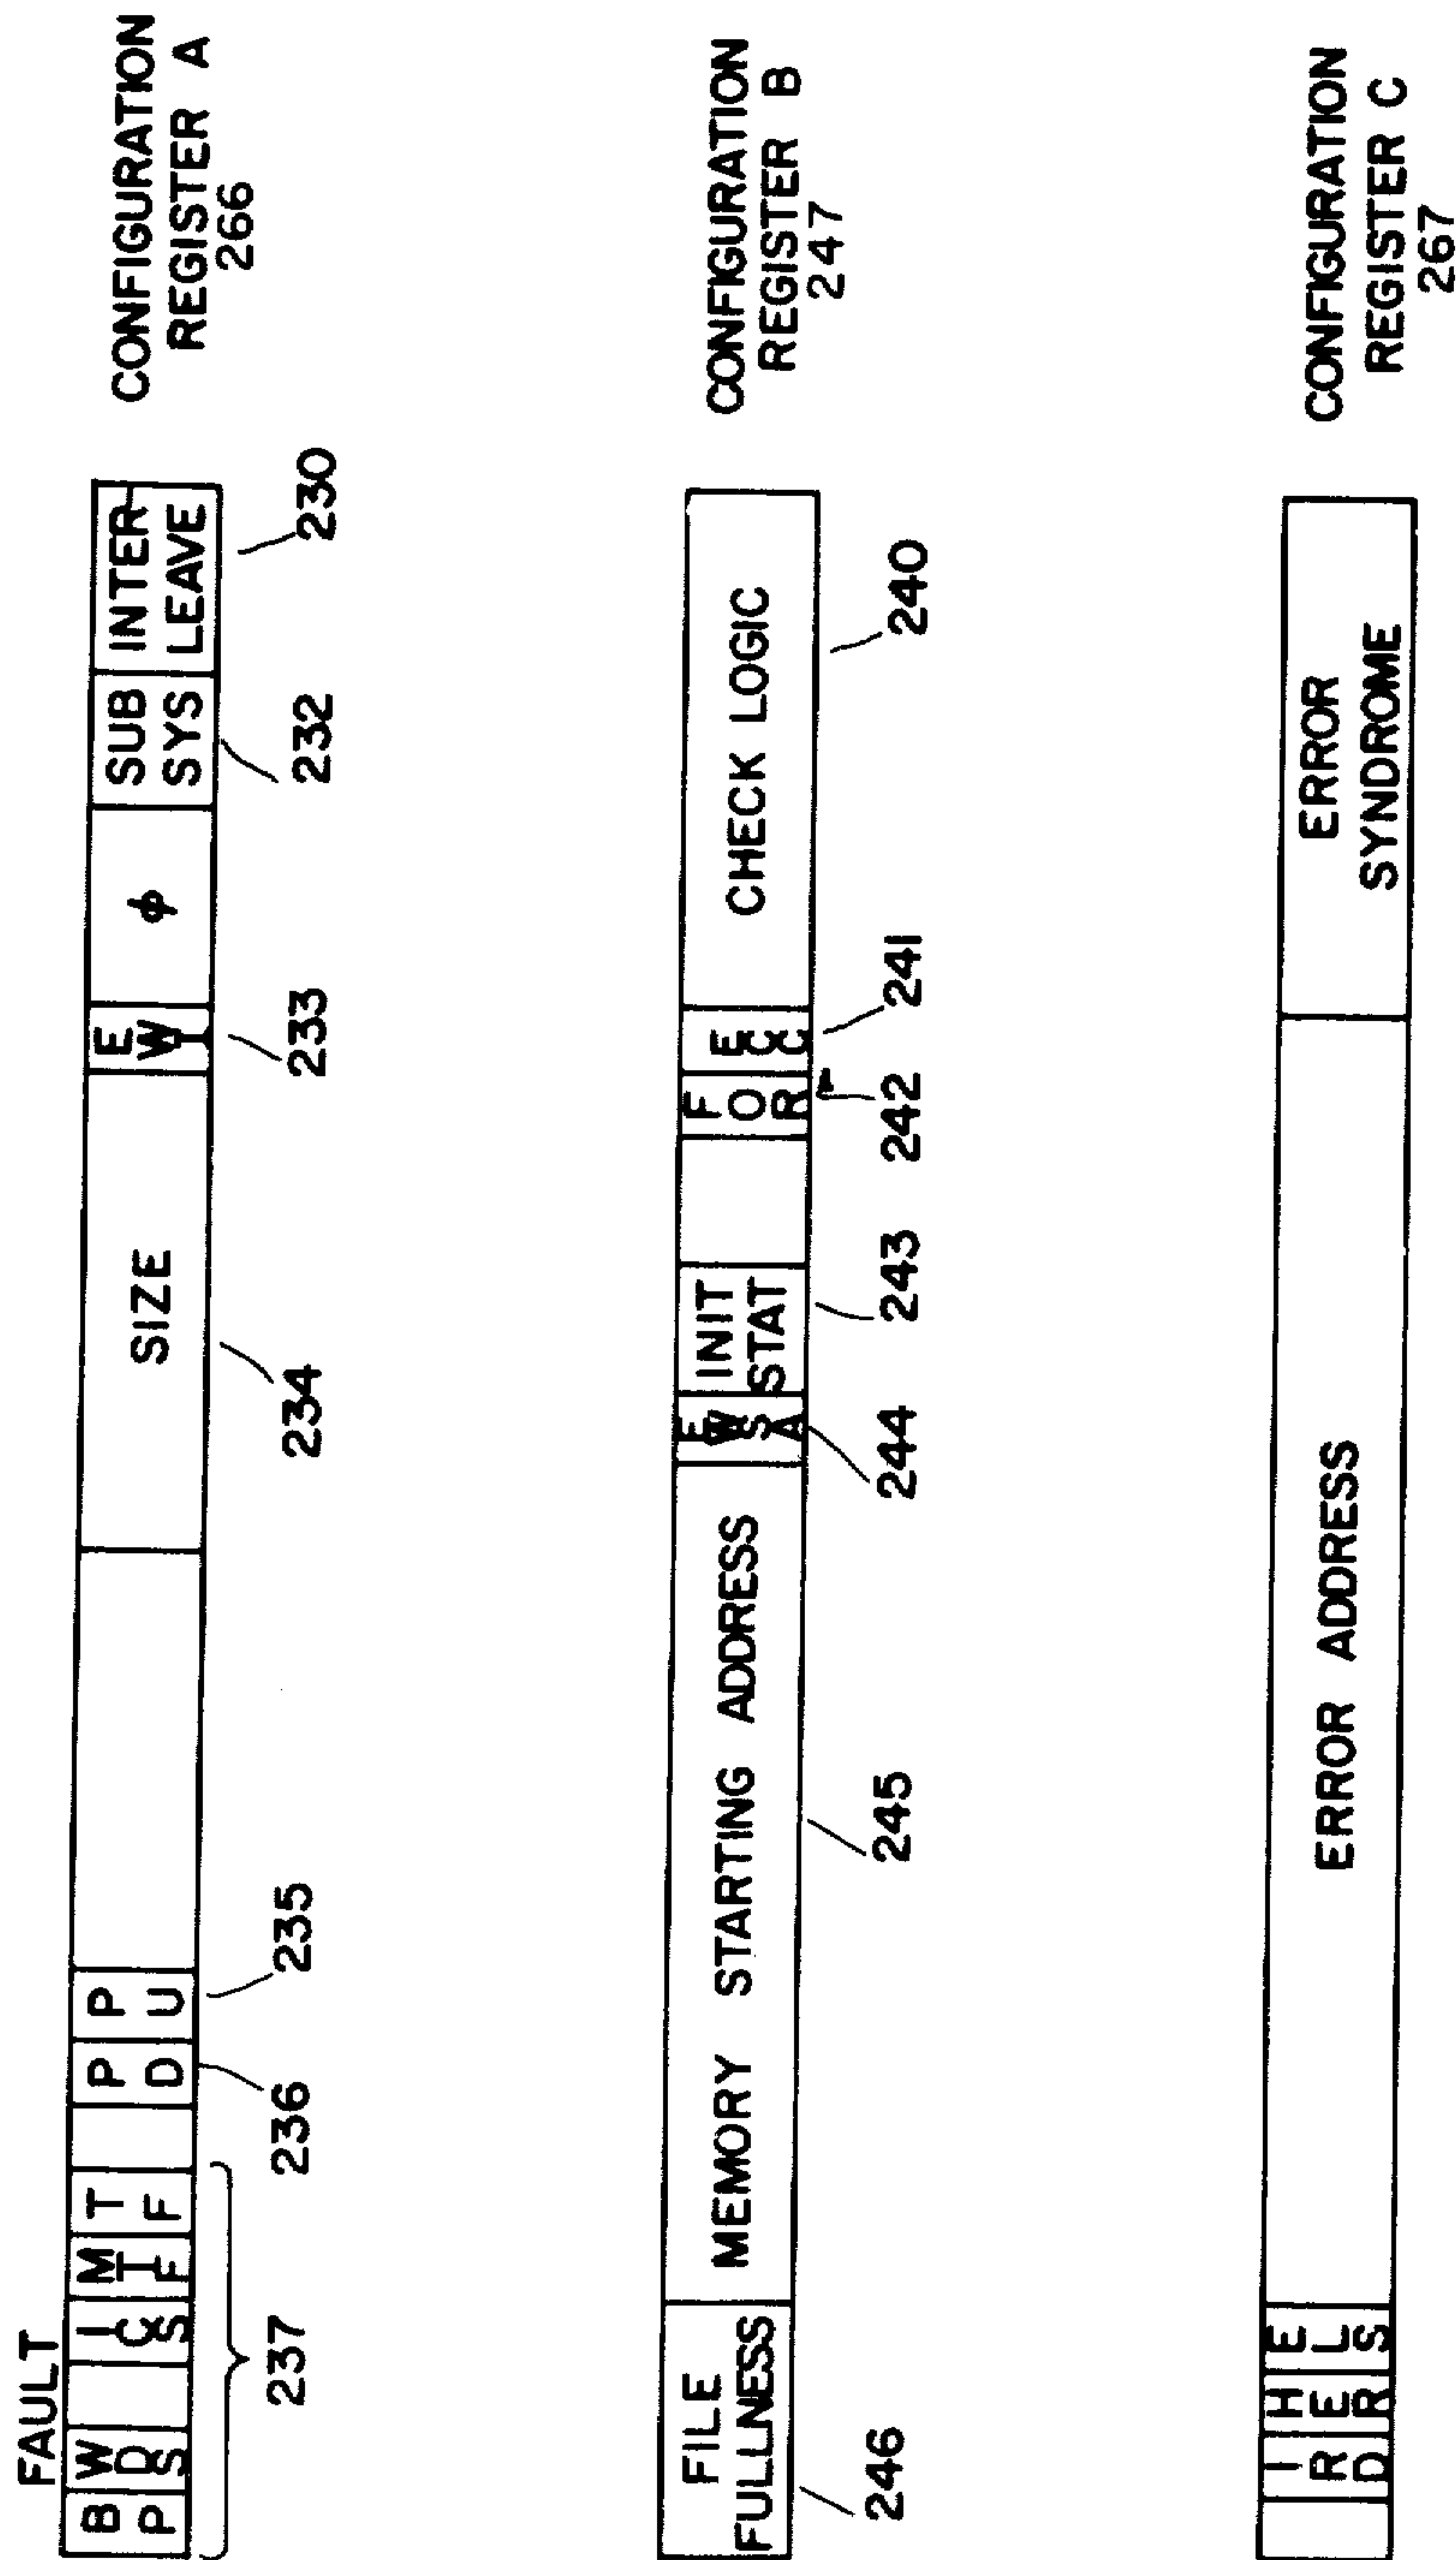 FAULT
B P
W D S
I C S
M I F
T F
P D
P U
SIZE
E W I
ϕ
SUB
SYS
INTER
LEAVE
237
236
235
234
233
232
230
CONFIGURATION
REGISTER A
266
FILE
FULLNESS
MEMORY STARTING ADDRESS
E W S A
INIT
STAT
F O R
E C C
CHECK LOGIC
246
245
244
243
242
241
240
CONFIGURATION
REGISTER B
247
I R D
H E R
E L S
ERROR ADDRESS
ERROR
SYNDROME
CONFIGURATION
REGISTER C
267